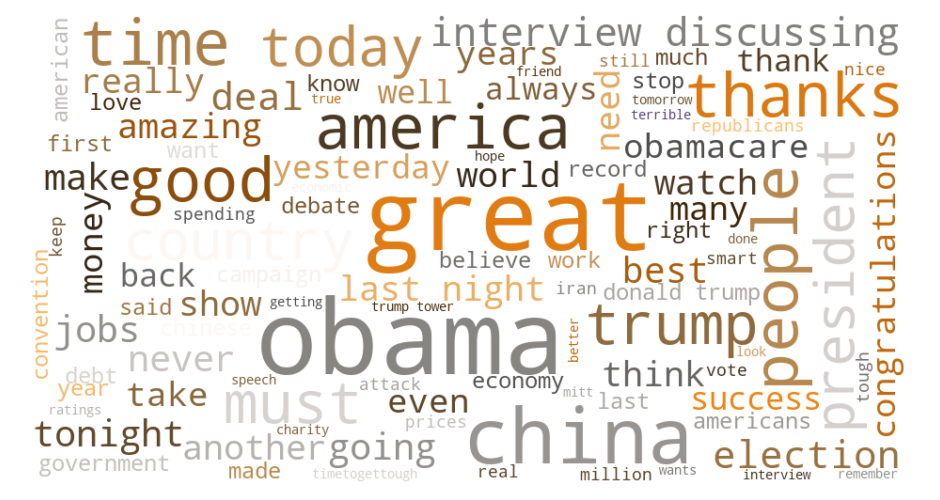 american
time today
interview discussing
years
still much
thank
really
know
friend
nice
love
true
deal
well
always
need
stop
tomorrow
thanks
terrible
republicans
first
amazing
america
want
hope
obamacare
congratulations
make
good
yesterday
world
record
watch
people
president
economic
money
spending
debate
great
many
keep
country
right
done
believe
work
best
smart
convention
back
campaign
last night
iran
donald trump
said
show
getting
trump tower
jobs
chinese
obama
better
trump
look
never
debt
speech
attack
economy
think
vote
tough
year
take
must
even
mitt
last
success
ratings
charity
prices
china
americans
tonight
another
going
election
government
made
timetogettough
real
million
wants
interview
remember